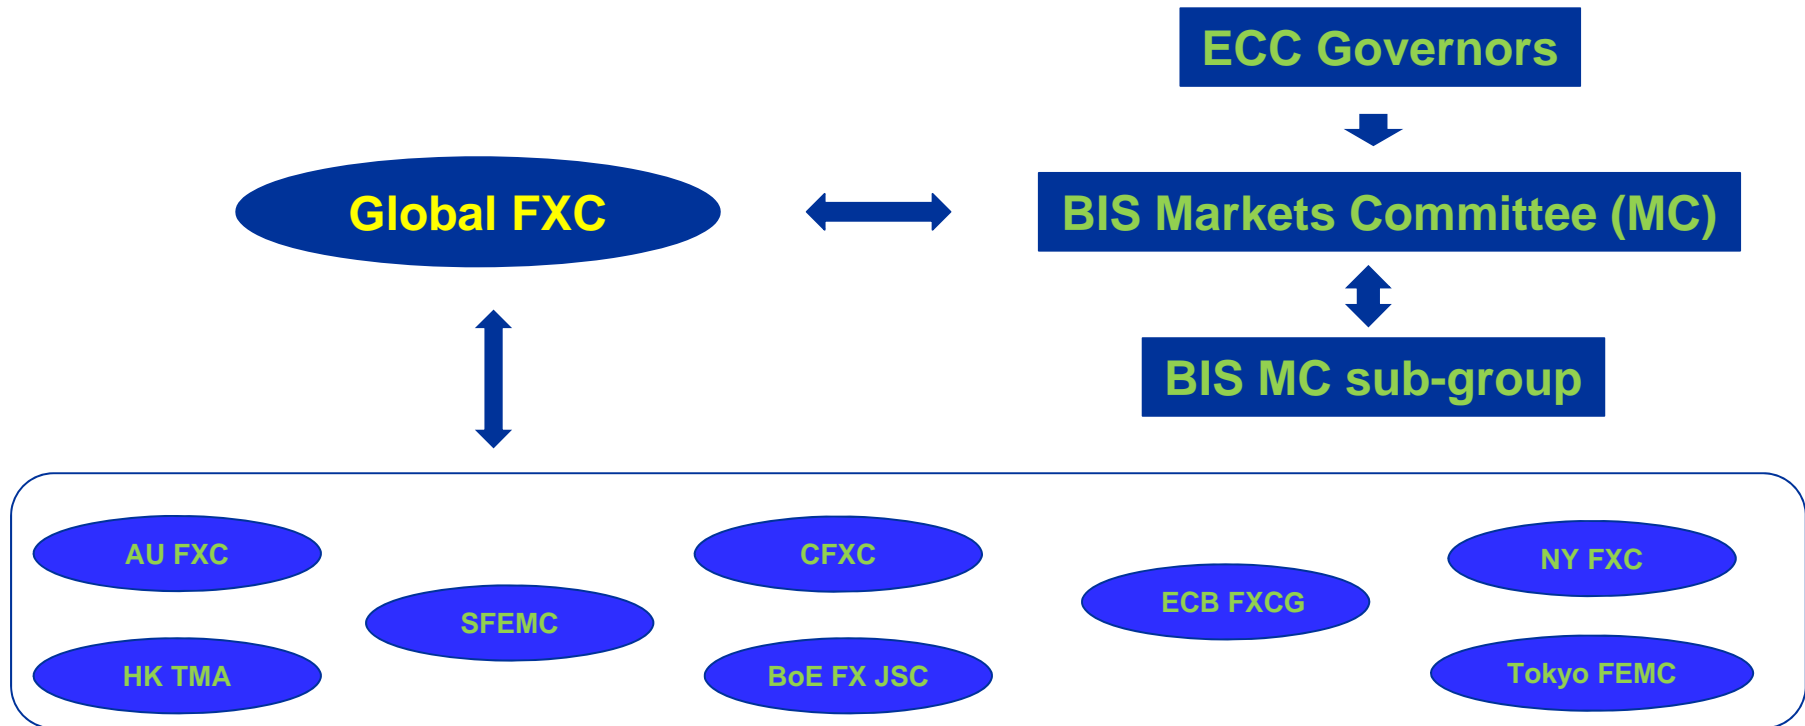 ECC Governors
Global FXC
BIS Markets Committee (MC)
BIS MC sub-group
AU FXC
CFXC
NY FXC
SFEMC
ECB FXCG
HK TMA
BoE FX JSC
Tokyo FEMC